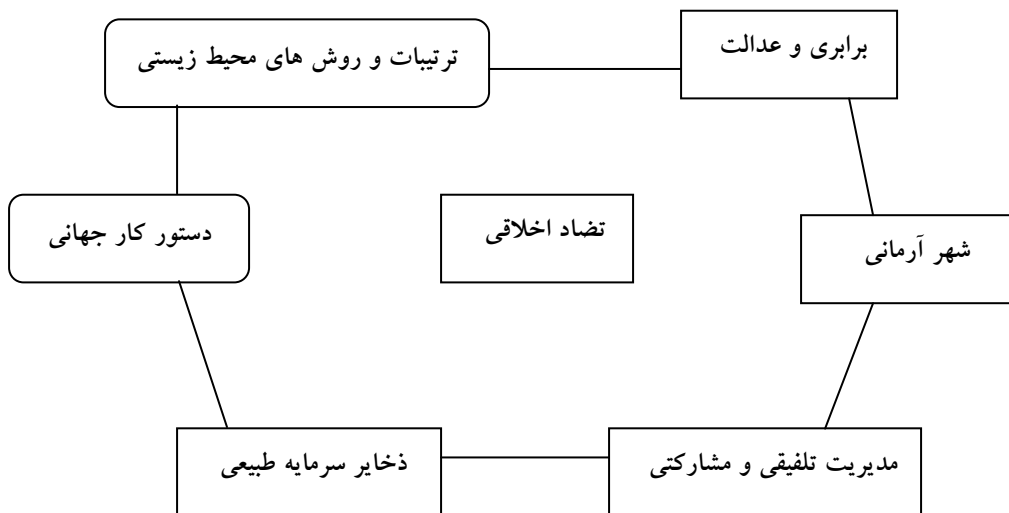 برابری و عدالت
ترتیبات و روش های محیط زیستی
دستور کار جهانی
تضاد اخلاقی
شهر آرمانی
ذخایر سرمایه طبیعی
مدیریت تلفیقی و مشارکتی